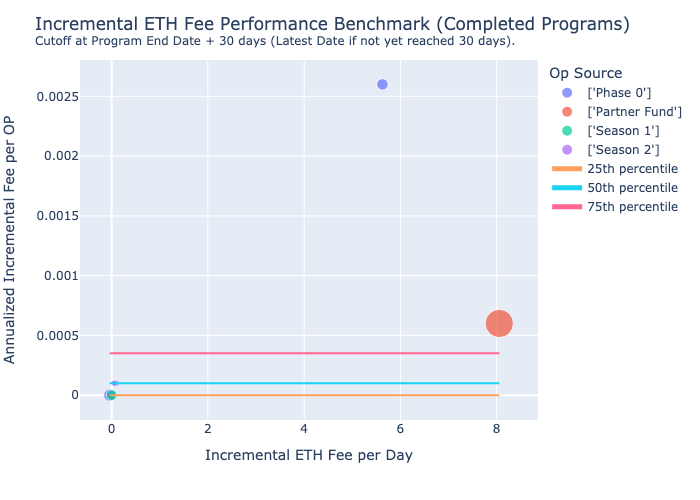 Incremental ETH Fee Performance Benchmark (Completed Programs)
Cutoff at Program End Date + 30 days (Latest Date if not yet reached 30 days).
Op Source
['Phase 0']
['Partner Fund']
['Season 1']
['Season 2']
25th percentile
50th percentile
75th percentile
Annualized Incremental Fee per OP
0.0025
0.002
0.0015
0.001
0.0005
0
0 2 4 6 8
Incremental ETH Fee per Day